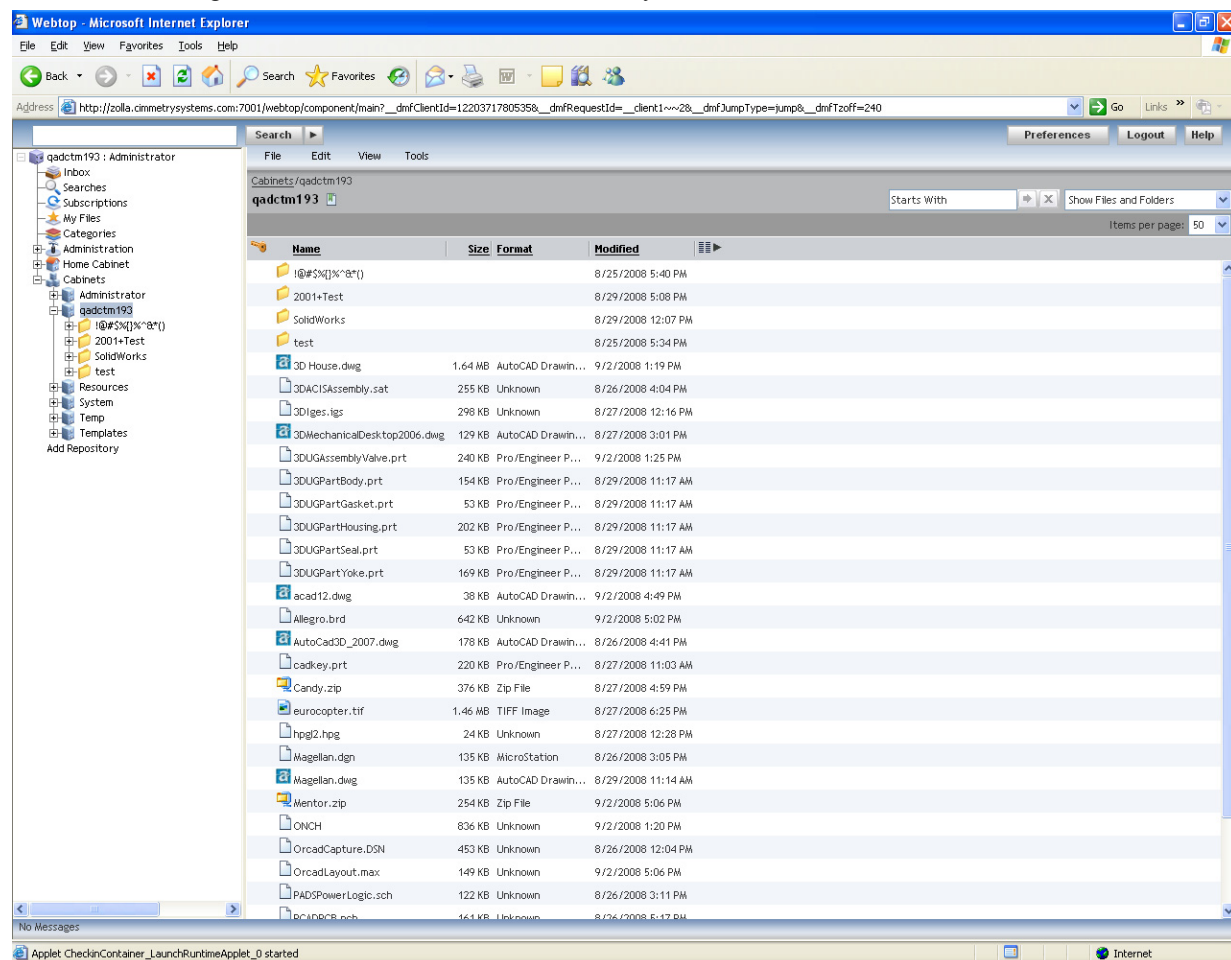 Webtop - Microsoft Internet Explorer
File Edit View Favorites Tools Help
Back Search Favorites
Address http://zolla.cimmetrysystems.com:7001/webtop/component/main?__dmfClientId=1220371780535&__dmfRequestId=__client1~~2&__dmfJumpType=jump&__dmfTzoff=240 Go Links »
Search Preferences Logout Help
File Edit View Tools
qadctm193 : Administrator
Inbox
Searches
Subscriptions
My Files
Categories
Administration
Home Cabinet
Cabinets
Administrator
qadctm193
!@#$%{}%^&*()
2001+Test
SolidWorks
test
Resources
System
Temp
Templates
Add Repository
Cabinets/qadctm193
qadctm193 Starts With X Show Files and Folders
Items per page: 50
Name Size Format Modified
!@#$%{}%^&*() 8/25/2008 5:40 PM
2001+Test 8/29/2008 5:08 PM
SolidWorks 8/29/2008 12:07 PM
test 8/25/2008 5:34 PM
3D House.dwg 1.64 MB AutoCAD Drawin... 9/2/2008 1:19 PM
3DACISAssembly.sat 255 KB Unknown 8/26/2008 4:04 PM
3DIges.igs 298 KB Unknown 8/27/2008 12:16 PM
3DMechanicalDesktop2006.dwg 129 KB AutoCAD Drawin... 8/27/2008 3:01 PM
3DUGAssemblyValve.prt 240 KB Pro/Engineer P... 9/2/2008 1:25 PM
3DUGPartBody.prt 154 KB Pro/Engineer P... 8/29/2008 11:17 AM
3DUGPartGasket.prt 53 KB Pro/Engineer P... 8/29/2008 11:17 AM
3DUGPartHousing.prt 202 KB Pro/Engineer P... 8/29/2008 11:17 AM
3DUGPartSeal.prt 53 KB Pro/Engineer P... 8/29/2008 11:17 AM
3DUGPartYoke.prt 169 KB Pro/Engineer P... 8/29/2008 11:17 AM
acad12.dwg 38 KB AutoCAD Drawin... 9/2/2008 4:49 PM
Allegro.brd 642 KB Unknown 9/2/2008 5:02 PM
AutoCad3D_2007.dwg 178 KB AutoCAD Drawin... 8/26/2008 4:41 PM
cadkey.prt 220 KB Pro/Engineer P... 8/27/2008 11:03 AM
Candy.zip 376 KB Zip File 8/27/2008 4:59 PM
eurocopter.tif 1.46 MB TIFF Image 8/27/2008 6:25 PM
hpgl2.hpg 24 KB Unknown 8/27/2008 12:28 PM
Magellan.dgn 135 KB MicroStation 8/26/2008 3:05 PM
Magellan.dwg 135 KB AutoCAD Drawin... 8/29/2008 11:14 AM
Mentor.zip 254 KB Zip File 9/2/2008 5:06 PM
ONCH 836 KB Unknown 9/2/2008 1:20 PM
OrcadCapture.DSN 453 KB Unknown 8/26/2008 12:04 PM
OrcadLayout.max 149 KB Unknown 9/2/2008 5:06 PM
PADSPowerLogic.sch 122 KB Unknown 8/26/2008 3:11 PM
PCADPCB.pcb 161 KB Unknown 8/26/2008 5:17 PM
No Messages
Applet CheckinContainer_LaunchRuntimeApplet_0 started Internet